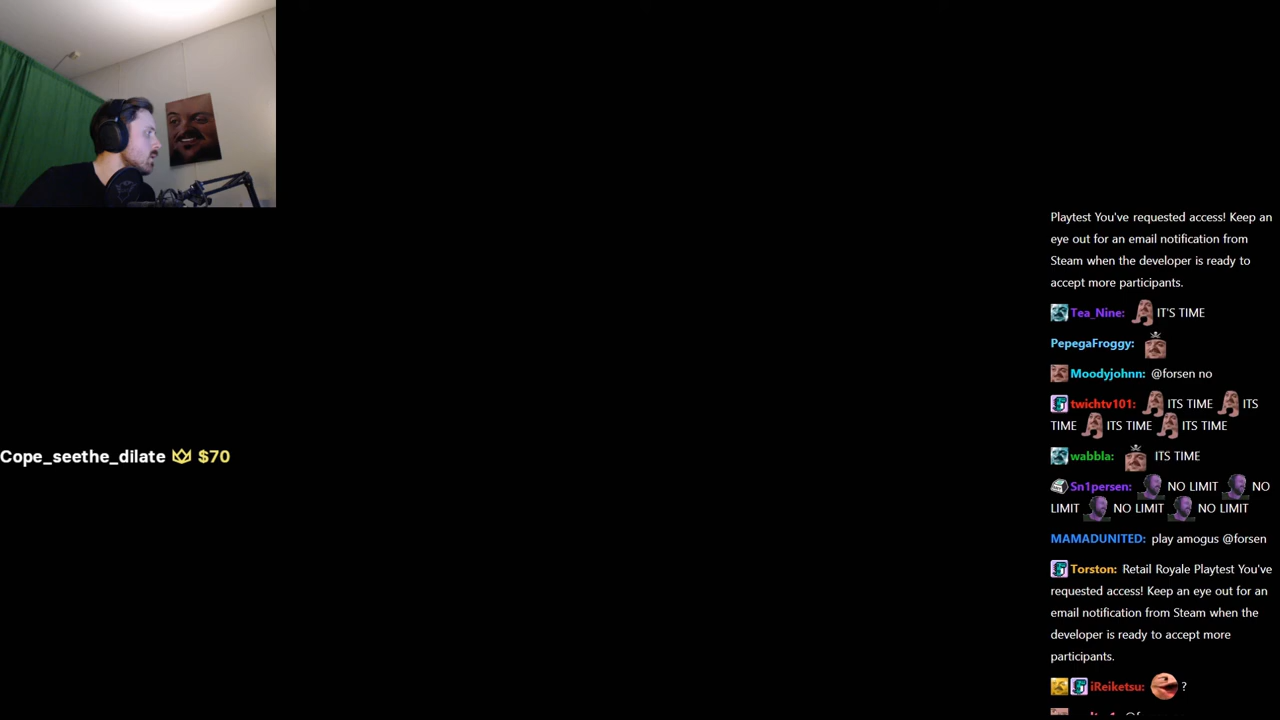 Playtest You've requested access! Keep an
eye out for an email notification from
Steam when the developer is ready to
accept more participants.
Tea_Nine: IT'S TIME
PepegaFroggy:
Moodyjohnn: @forsen no
twichtv101: ITS TIME ITS
TIME ITS TIME ITS TIME
Cope_seethe_dilate $70
wabbla: ITS TIME
Sn1persen: NO LIMIT NO
LIMIT NO LIMIT NO LIMIT
MAMADUNITED: play amogus @forsen
Torston: Retail Royale Playtest You've
requested access! Keep an eye out for an
email notification from Steam when the
developer is ready to accept more
participants.
iReiketsu: ?